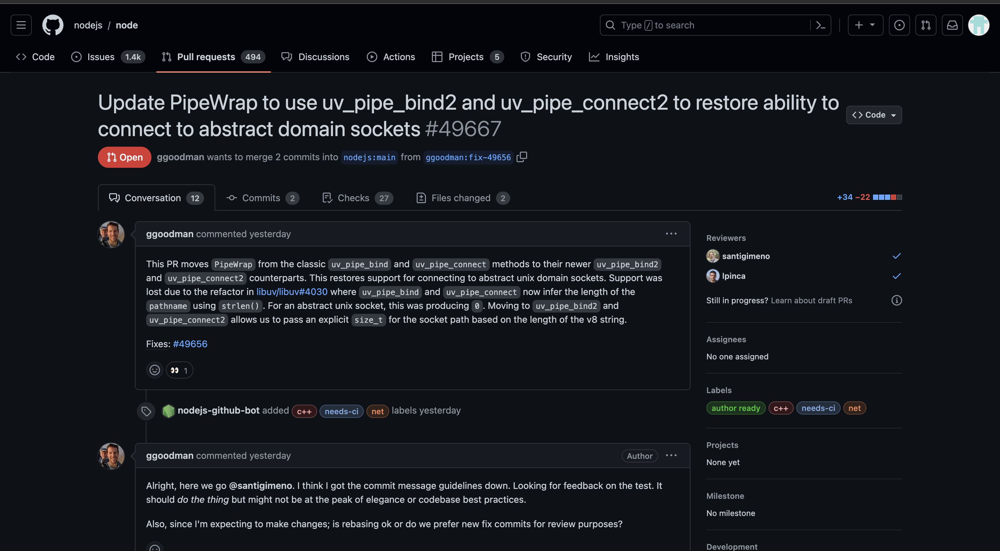 nodejs / node
Type / to search
Code
Issues 1.4k
Pull requests 494
Discussions
Actions
Projects 5
Security
Insights
Update PipeWrap to use uv_pipe_bind2 and uv_pipe_connect2 to restore ability to
connect to abstract domain sockets #49667
Code
Open
ggoodman wants to merge 2 commits into nodejs:main from ggoodman:fix-49656
Conversation 12
Commits 2
Checks 27
Files changed 2
+34 −22
ggoodman commented yesterday
This PR moves PipeWrap from the classic uv_pipe_bind and uv_pipe_connect methods to their newer uv_pipe_bind2
and uv_pipe_connect2 counterparts. This restores support for connecting to abstract unix domain sockets. Support was
lost due to the refactor in libuv/libuv#4030 where uv_pipe_bind and uv_pipe_connect now infer the length of the
pathname using strlen(). For an abstract unix socket, this was producing 0. Moving to uv_pipe_bind2 and
uv_pipe_connect2 allows us to pass an explicit size_t for the socket path based on the length of the v8 string.
Fixes: #49656
1
nodejs-github-bot added c++ needs-ci net labels yesterday
ggoodman commented yesterday
Author
Alright, here we go @santigimeno. I think I got the commit message guidelines down. Looking for feedback on the test. It
should do the thing but might not be at the peak of elegance or codebase best practices.
Also, since I'm expecting to make changes; is rebasing ok or do we prefer new fix commits for review purposes?
Reviewers
santigimeno
lpinca
Still in progress? Learn about draft PRs
Assignees
No one assigned
Labels
author ready c++ needs-ci net
Projects
None yet
Milestone
No milestone
Development